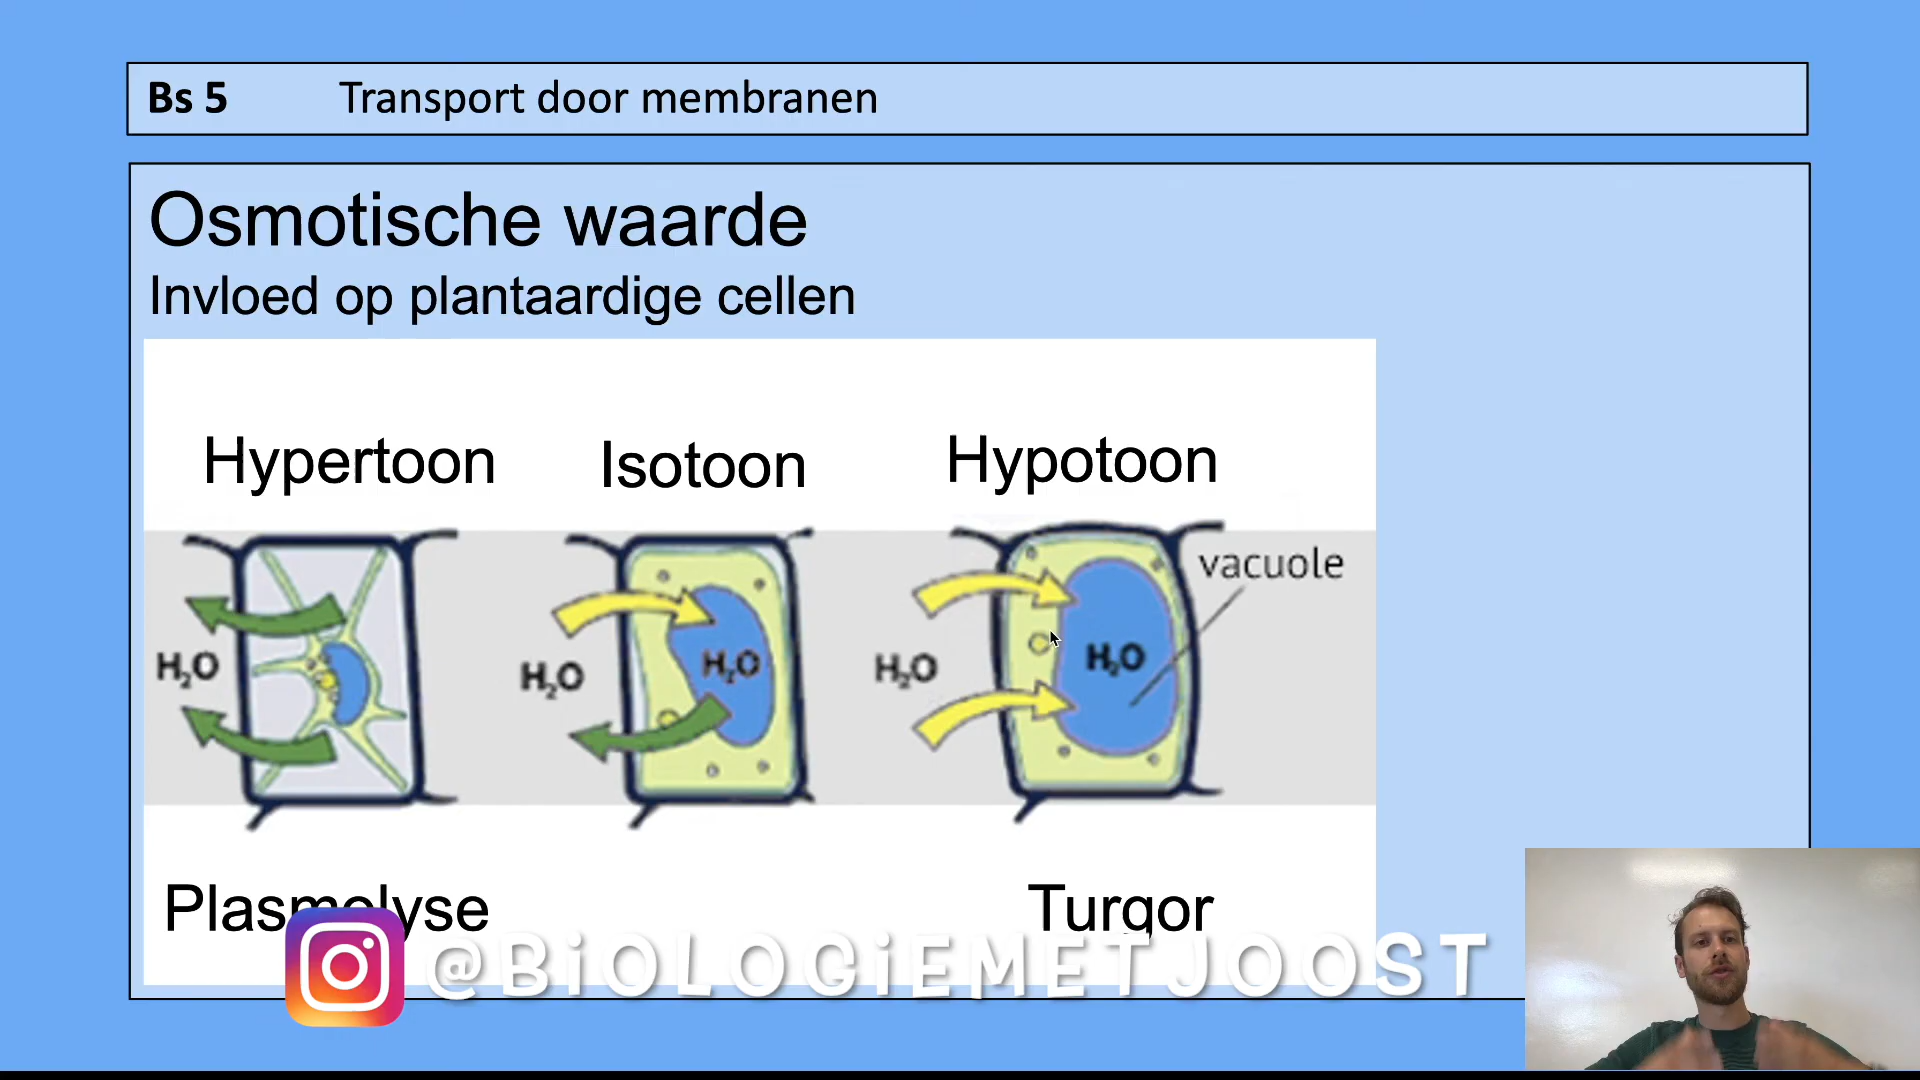 Bs 5 Transport door membranen
Osmotische waarde
Invloed op plantaardige cellen
Hypertoon Isotoon Hypotoon
vacuole
H₂O H₂O H₂O H₂O H₂O
Plasmolyse Turgor
@BiOLOGiEMETJOOST